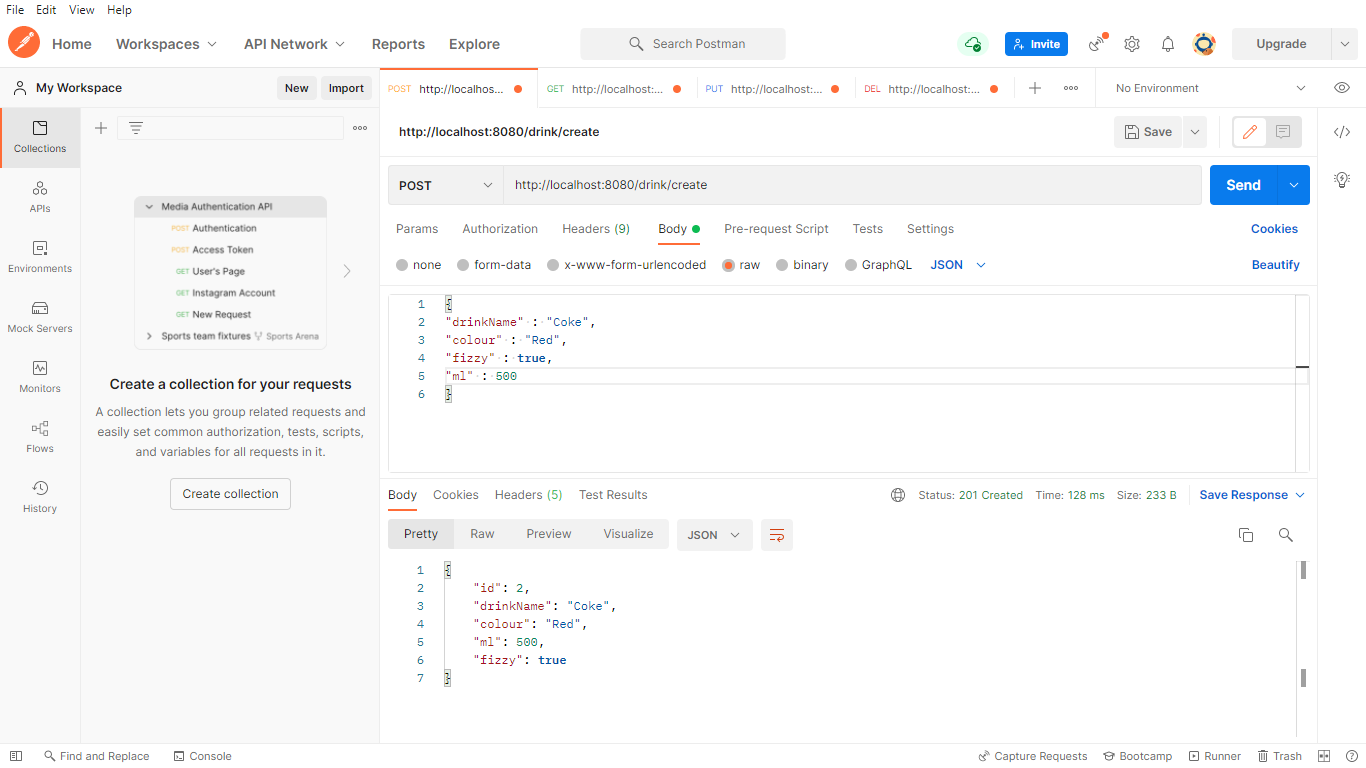 File Edit View Help
Home Workspaces API Network Reports Explore Search Postman Invite Upgrade
My Workspace New Import
POST http://localhos... GET http://localhost:... PUT http://localhost:... DEL http://localhost:... No Environment
http://localhost:8080/drink/create Save
POST http://localhost:8080/drink/create Send
Params Authorization Headers (9) Body Pre-request Script Tests Settings Cookies
none form-data x-www-form-urlencoded raw binary GraphQL JSON Beautify
1 {
2 "drinkName" : "Coke",
3 "colour" : "Red",
4 "fizzy" : true,
5 "ml" : 500
6 }
Collections
APIs
Environments
Mock Servers
Monitors
Flows
History
Media Authentication API
POST Authentication
POST Access Token
GET User's Page
GET Instagram Account
GET New Request
Sports team fixtures Sports Arena
Create a collection for your requests
A collection lets you group related requests and
easily set common authorization, tests, scripts,
and variables for all requests in it.
Create collection
Body Cookies Headers (5) Test Results Status: 201 Created Time: 128 ms Size: 233 B Save Response
Pretty Raw Preview Visualize JSON
1 {
2 "id": 2,
3 "drinkName": "Coke",
4 "colour": "Red",
5 "ml": 500,
6 "fizzy": true
7 }
Find and Replace Console Capture Requests Bootcamp Runner Trash